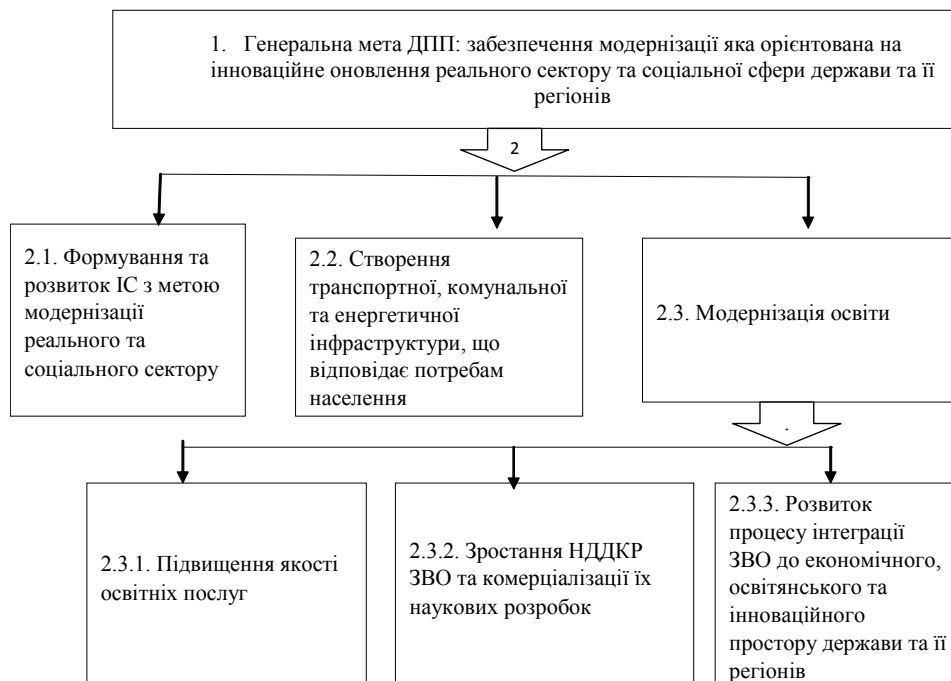 1. Генеральна мета ДПП: забезпечення модернізації яка орієнтована на
інноваційне оновлення реального сектору та соціальної сфери держави та її
регіонів
2
2.1. Формування та
розвиток ІС з метою
модернізації
реального та
соціального сектору
2.2. Створення
транспортної, комунальної
та енергетичної
інфраструктури, що
відповідає потребам
населення
2.3. Модернізація освіти
.
2.3.1. Підвищення якості
освітніх послуг
2.3.2. Зростання НДДКР
ЗВО та комерціалізації їх
наукових розробок
2.3.3. Розвиток
процесу інтеграції
ЗВО до економічного,
освітянського та
інноваційного
простору держави та її
регіонів